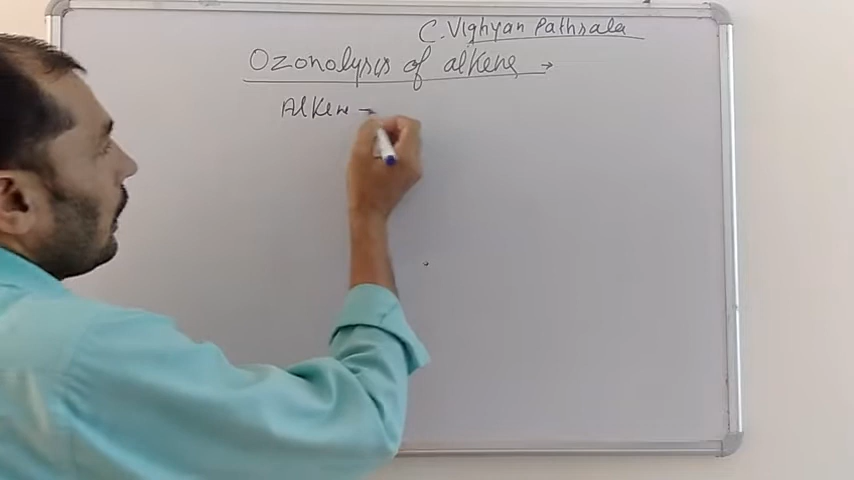 C. Vighyan Pathsala
Ozonolysis of alkene →
Alkene -